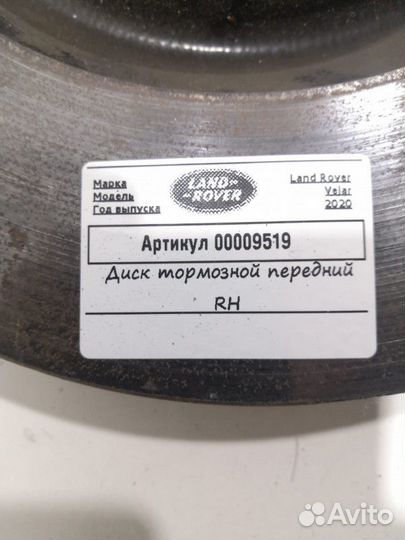 Марка
Модель
Год выпуска
LAND
ROVER
Land Rover
Velar
2020
Артикул 00009519
Диск тормозной передний
RH
Avito